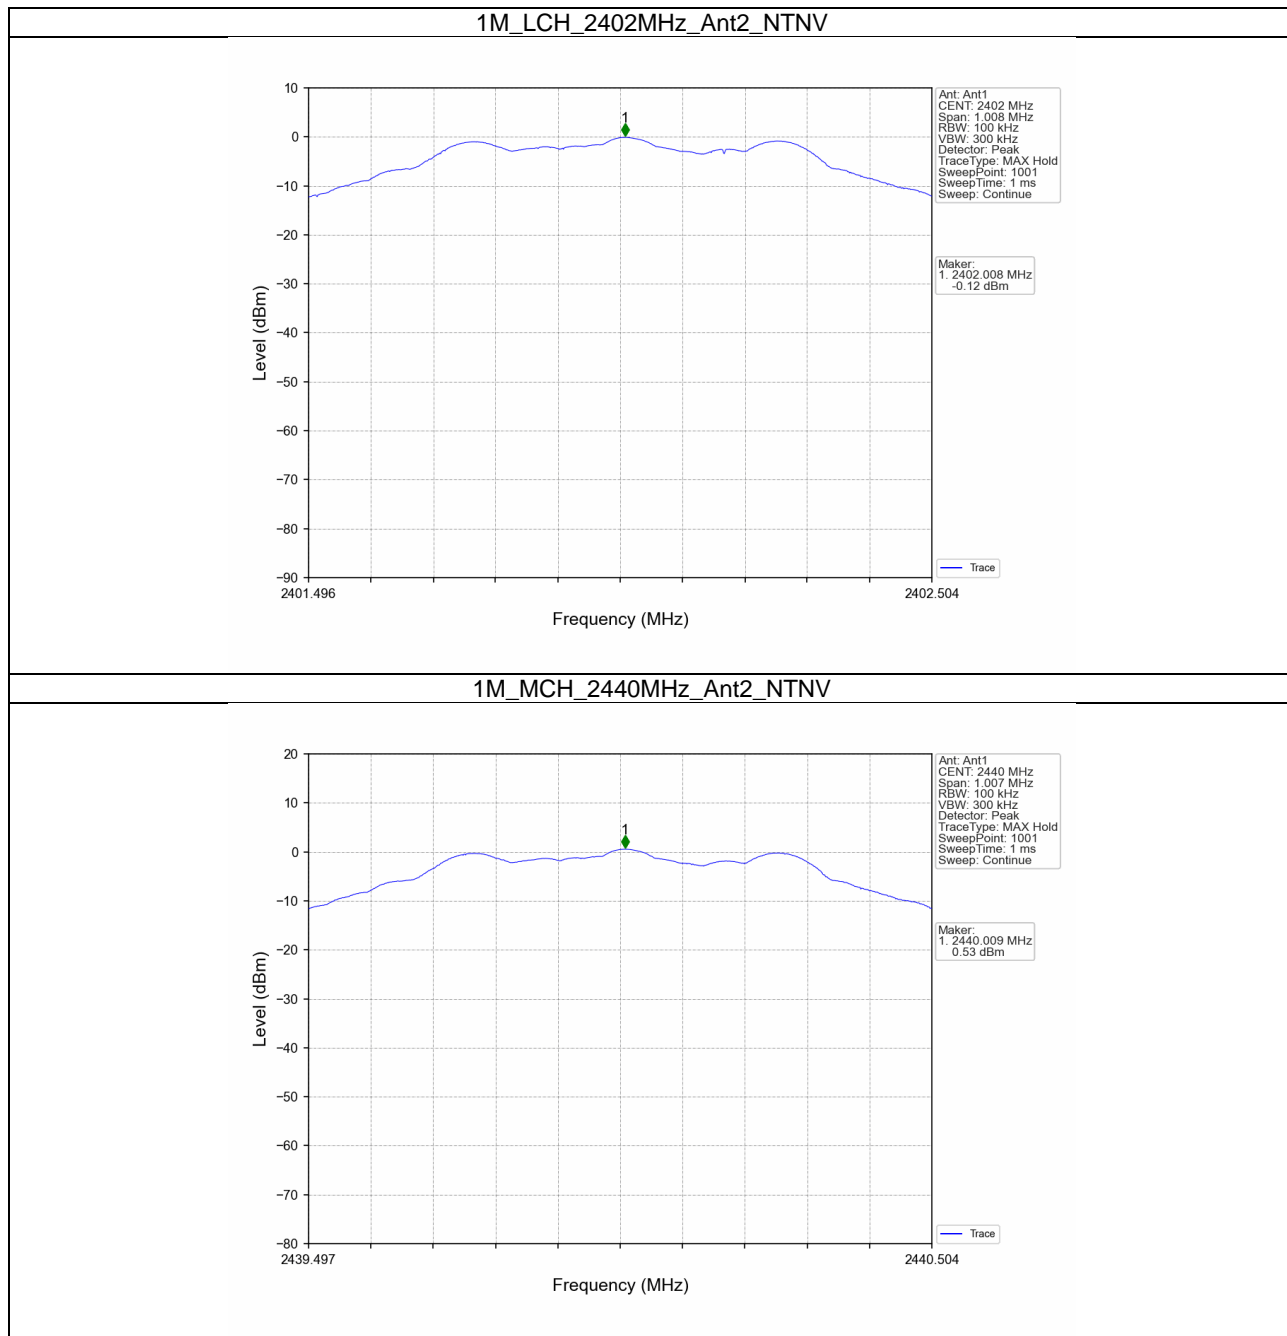 1M_LCH_2402MHz_Ant2_NTNV
10
0
−10
−20
−30
−40
−50
−60
−70
−80
−90
Level (dBm)
1
2401.496
2402.504
Frequency (MHz)
Ant: Ant1
CENT: 2402 MHz
Span: 1.008 MHz
RBW: 100 kHz
VBW: 300 kHz
Detector: Peak
TraceType: MAX Hold
SweepPoint: 1001
SweepTime: 1 ms
Sweep: Continue
Maker:
1. 2402.008 MHz
-0.12 dBm
Trace
1M_MCH_2440MHz_Ant2_NTNV
20
10
0
−10
−20
−30
−40
−50
−60
−70
−80
Level (dBm)
1
2439.497
2440.504
Frequency (MHz)
Ant: Ant1
CENT: 2440 MHz
Span: 1.007 MHz
RBW: 100 kHz
VBW: 300 kHz
Detector: Peak
TraceType: MAX Hold
SweepPoint: 1001
SweepTime: 1 ms
Sweep: Continue
Maker:
1. 2440.009 MHz
0.53 dBm
Trace